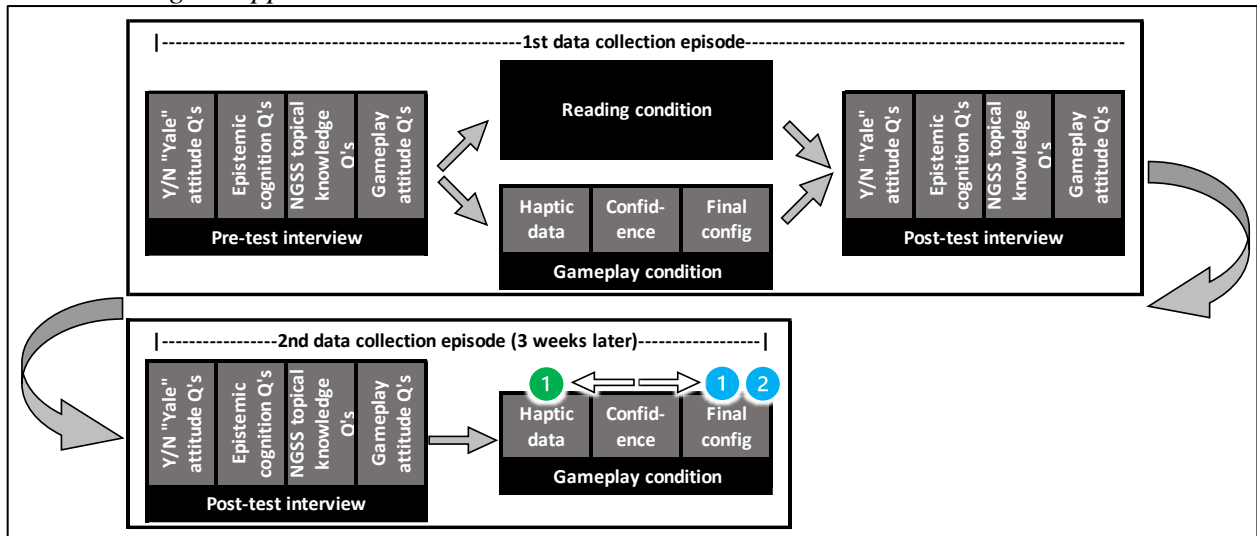 |--------------------------------------------------1st data collection episode-----------------------------------------------------|
Y/N "Yale"
attitude Q's
Epistemic
cognition Q's
NGSS topical
knowledge
Q's
Gameplay
attitude Q's
Pre-test interview
Reading condition
Haptic
data
Confid-
ence
Final
config
Gameplay condition
Y/N "Yale"
attitude Q's
Epistemic
cognition Q's
NGSS topical
knowledge
Q's
Gameplay
attitude Q's
Post-test interview
|-----------------2nd data collection episode (3 weeks later)------------------|
Y/N "Yale"
attitude Q's
Epistemic
cognition Q's
NGSS topical
knowledge
Q's
Gameplay
attitude Q's
Post-test interview
1
1
2
Haptic
data
Confid-
ence
Final
config
Gameplay condition